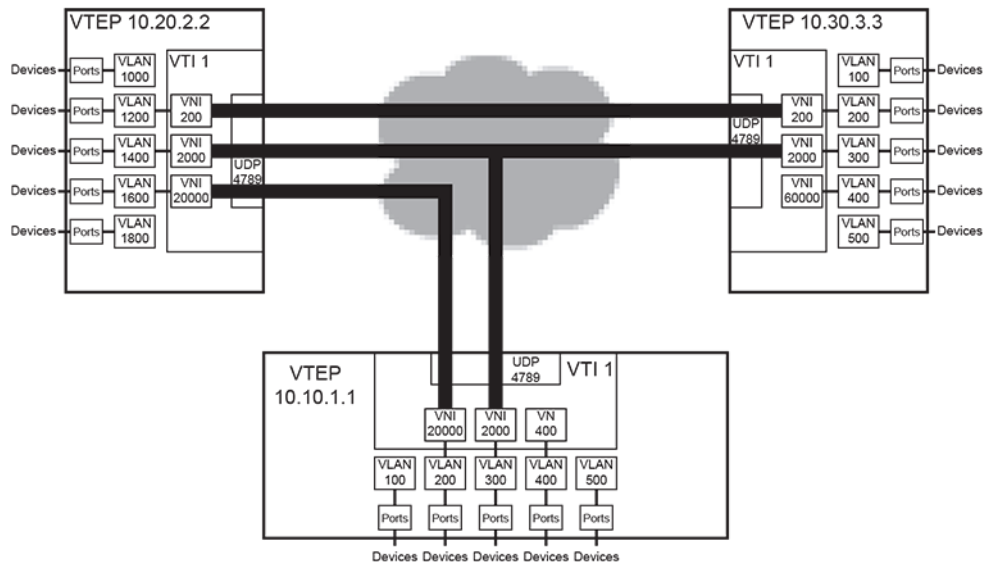 VTEP 10.20.2.2
VTI 1
Devices
Ports
VLAN
1000
Devices
Ports
VLAN
1200
VNI
200
Devices
Ports
VLAN
1400
VNI
2000
UDP
4789
Devices
Ports
VLAN
1600
VNI
20000
Devices
Ports
VLAN
1800
VTEP 10.30.3.3
VTI 1
VLAN
100
Ports
Devices
UDP
4789
VNI
200
VLAN
200
Ports
Devices
VNI
2000
VLAN
300
Ports
Devices
VNI
60000
VLAN
400
Ports
Devices
VLAN
500
Ports
Devices
VTEP
10.10.1.1
UDP
4789
VTI 1
VNI
20000
VNI
2000
VN
400
VLAN
100
VLAN
200
VLAN
300
VLAN
400
VLAN
500
Ports
Ports
Ports
Ports
Ports
Devices Devices Devices Devices Devices